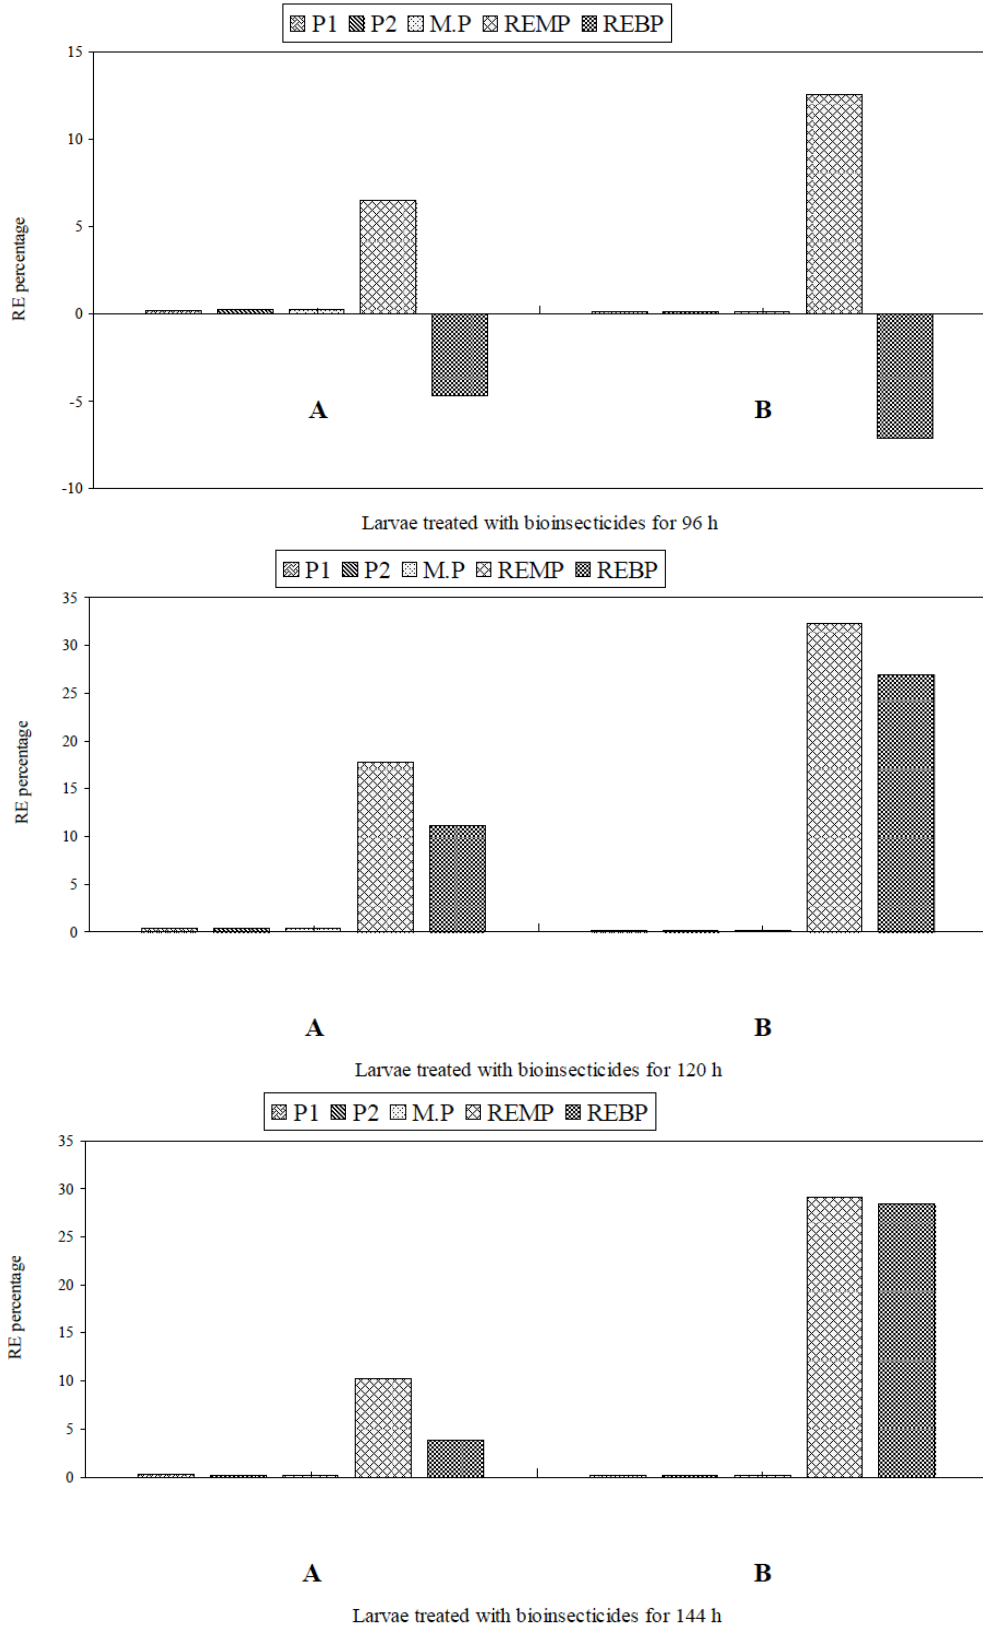 P1 P2 M.P REMP REBP
15
10
5
0
-5
-10
RE percentage
A B
Larvae treated with bioinsecticides for 96 h
P1 P2 M.P REMP REBP
35
30
25
20
15
10
5
0
RE percentage
A B
Larvae treated with bioinsecticides for 120 h
P1 P2 M.P REMP REBP
35
30
25
20
15
10
5
0
RE percentage
A B
Larvae treated with bioinsecticides for 144 h